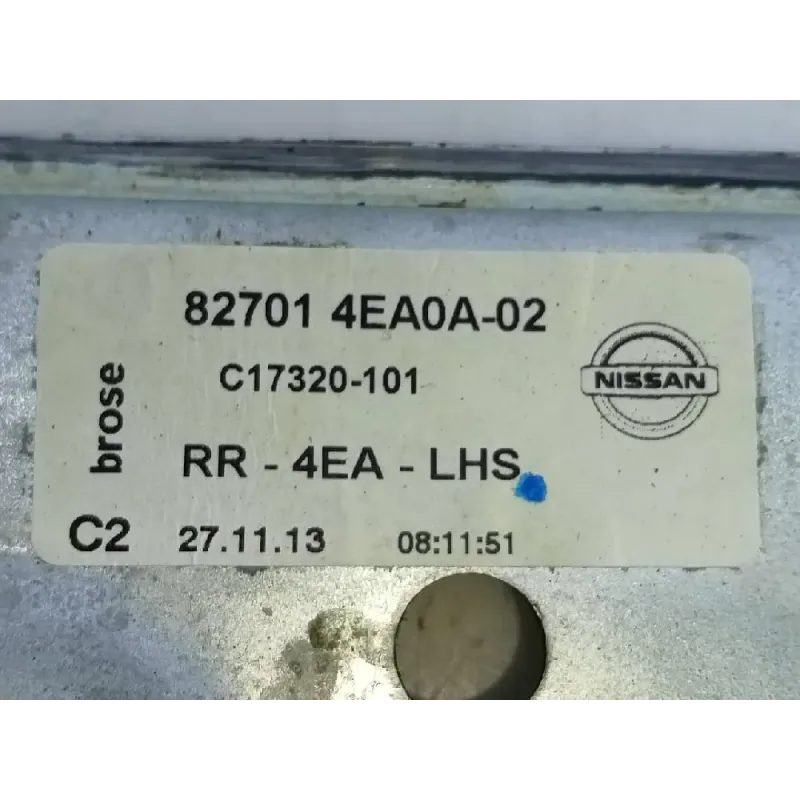 82701 4EA0A-02
C17320-101
NISSAN
brose
RR - 4EA - LHS
C2 27.11.13 08:11:51